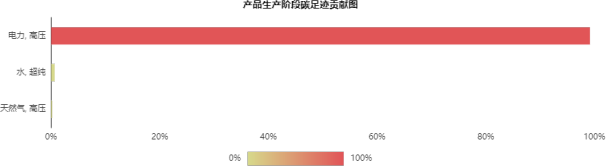 产品生产阶段碳足迹贡献图
电力, 高压
水, 超纯
天然气, 高压
0% 20% 40% 60% 80% 100%
0% 100%